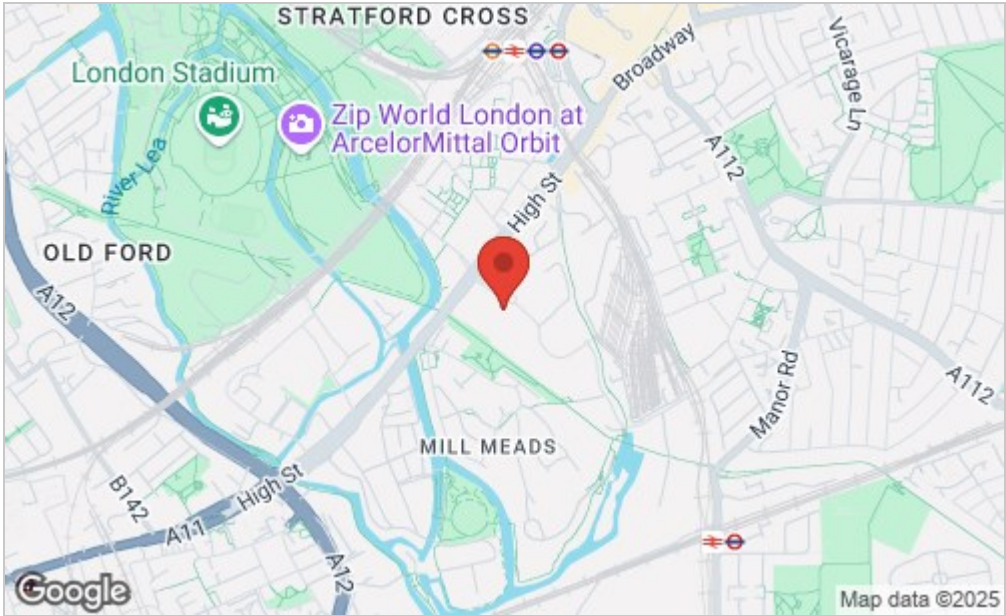 STRATFORD CROSS
Broadway
Vicarage Ln
London Stadium
Zip World London at
ArcelorMittal Orbit
A112
River Lea
High St
OLD FORD
A12
A112
Manor Rd
MILL MEADS
B142
High St
A11
A12
Google
Map data ©2025